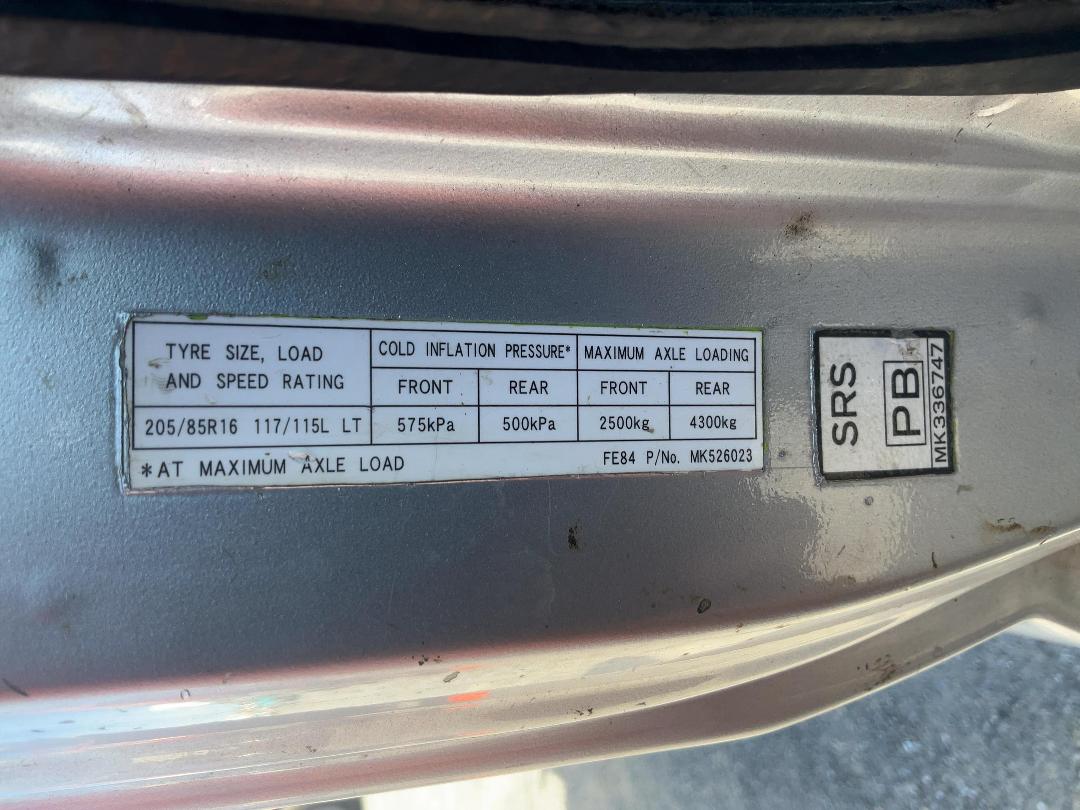 TYRE SIZE, LOAD
AND SPEED RATING
COLD INFLATION PRESSURE*
MAXIMUM AXLE LOADING
FRONT REAR FRONT REAR
205/85R16 117/115L LT 575kPa 500kPa 2500kg 4300kg
*AT MAXIMUM AXLE LOAD
FE84 P/No. MK526023
SRS
PB
MK336747